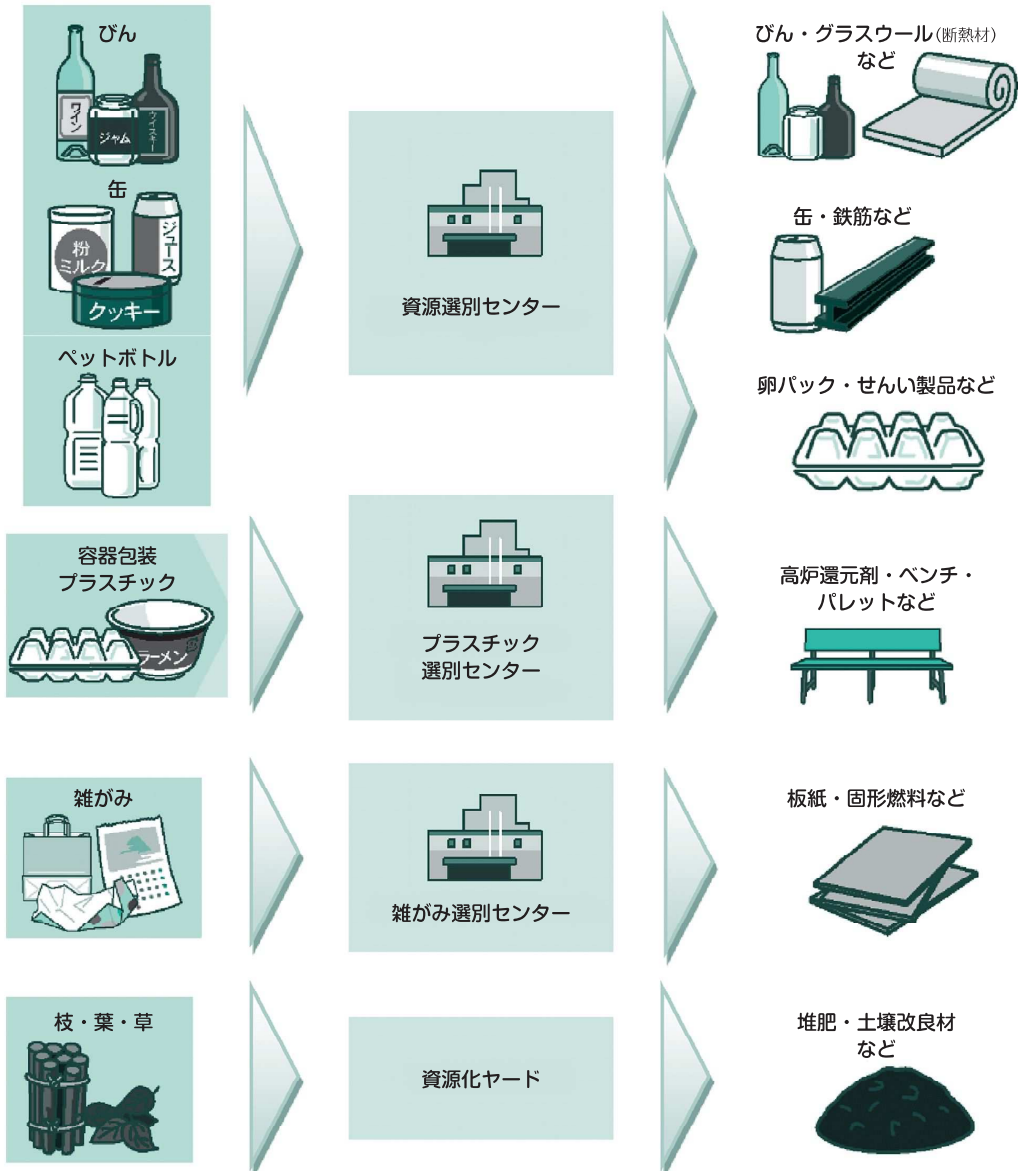 びん
ワイン
ジャム
ウイスキー
缶
粉
ミルク
ジュース
クッキー
ペットボトル
資源選別センター
びん・グラスウール(断熱材)
など
缶・鉄筋など
卵パック・せんい製品など
容器包装
プラスチック
ラーメン
プラスチック
選別センター
高炉還元剤・ベンチ・
パレットなど
雑がみ
雑がみ選別センター
板紙・固形燃料など
枝・葉・草
資源化ヤード
堆肥・土壌改良材
など